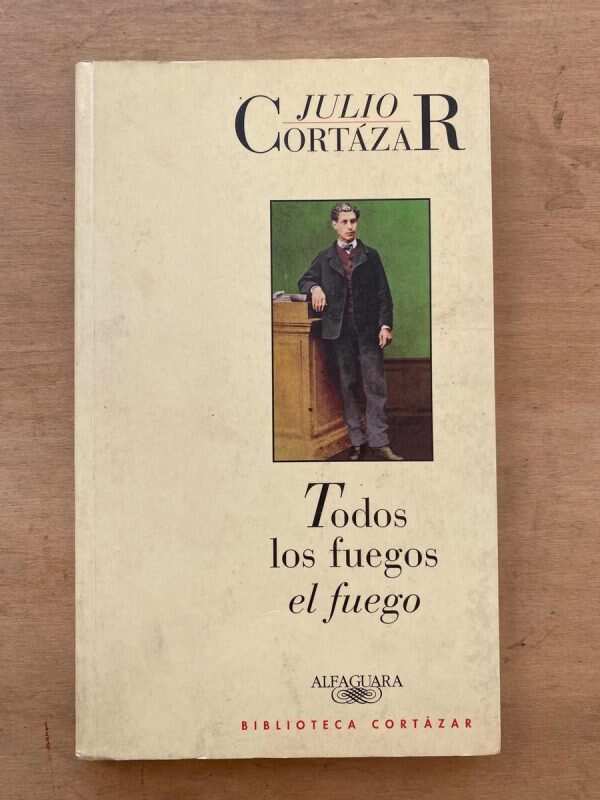 JULIO
CORTÁZAR
Todos
los fuegos
el fuego
ALFAGUARA
BIBLIOTECA CORTÁZAR